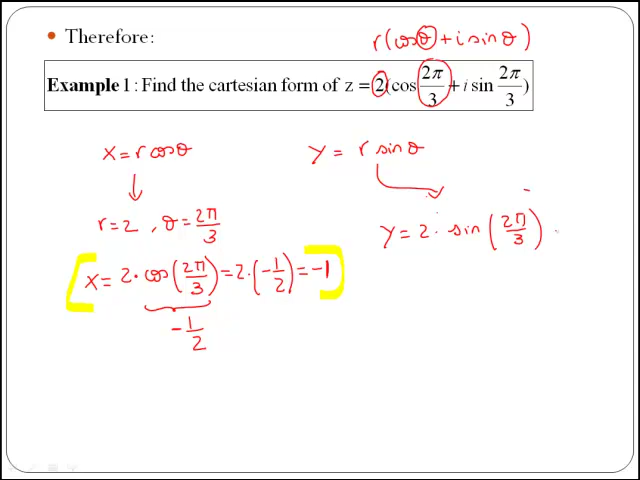 • Therefore:
r(cosθ + i sinθ)
Example 1 : Find the cartesian form of z = 2(cos 2π/3 + i sin 2π/3)
x = r cosθ
y = r sinθ
r = 2 , θ = 2π/3
y = 2 · sin(2π/3)
x = 2 · cos(2π/3) = 2 · (-1/2) = -1
-1/2